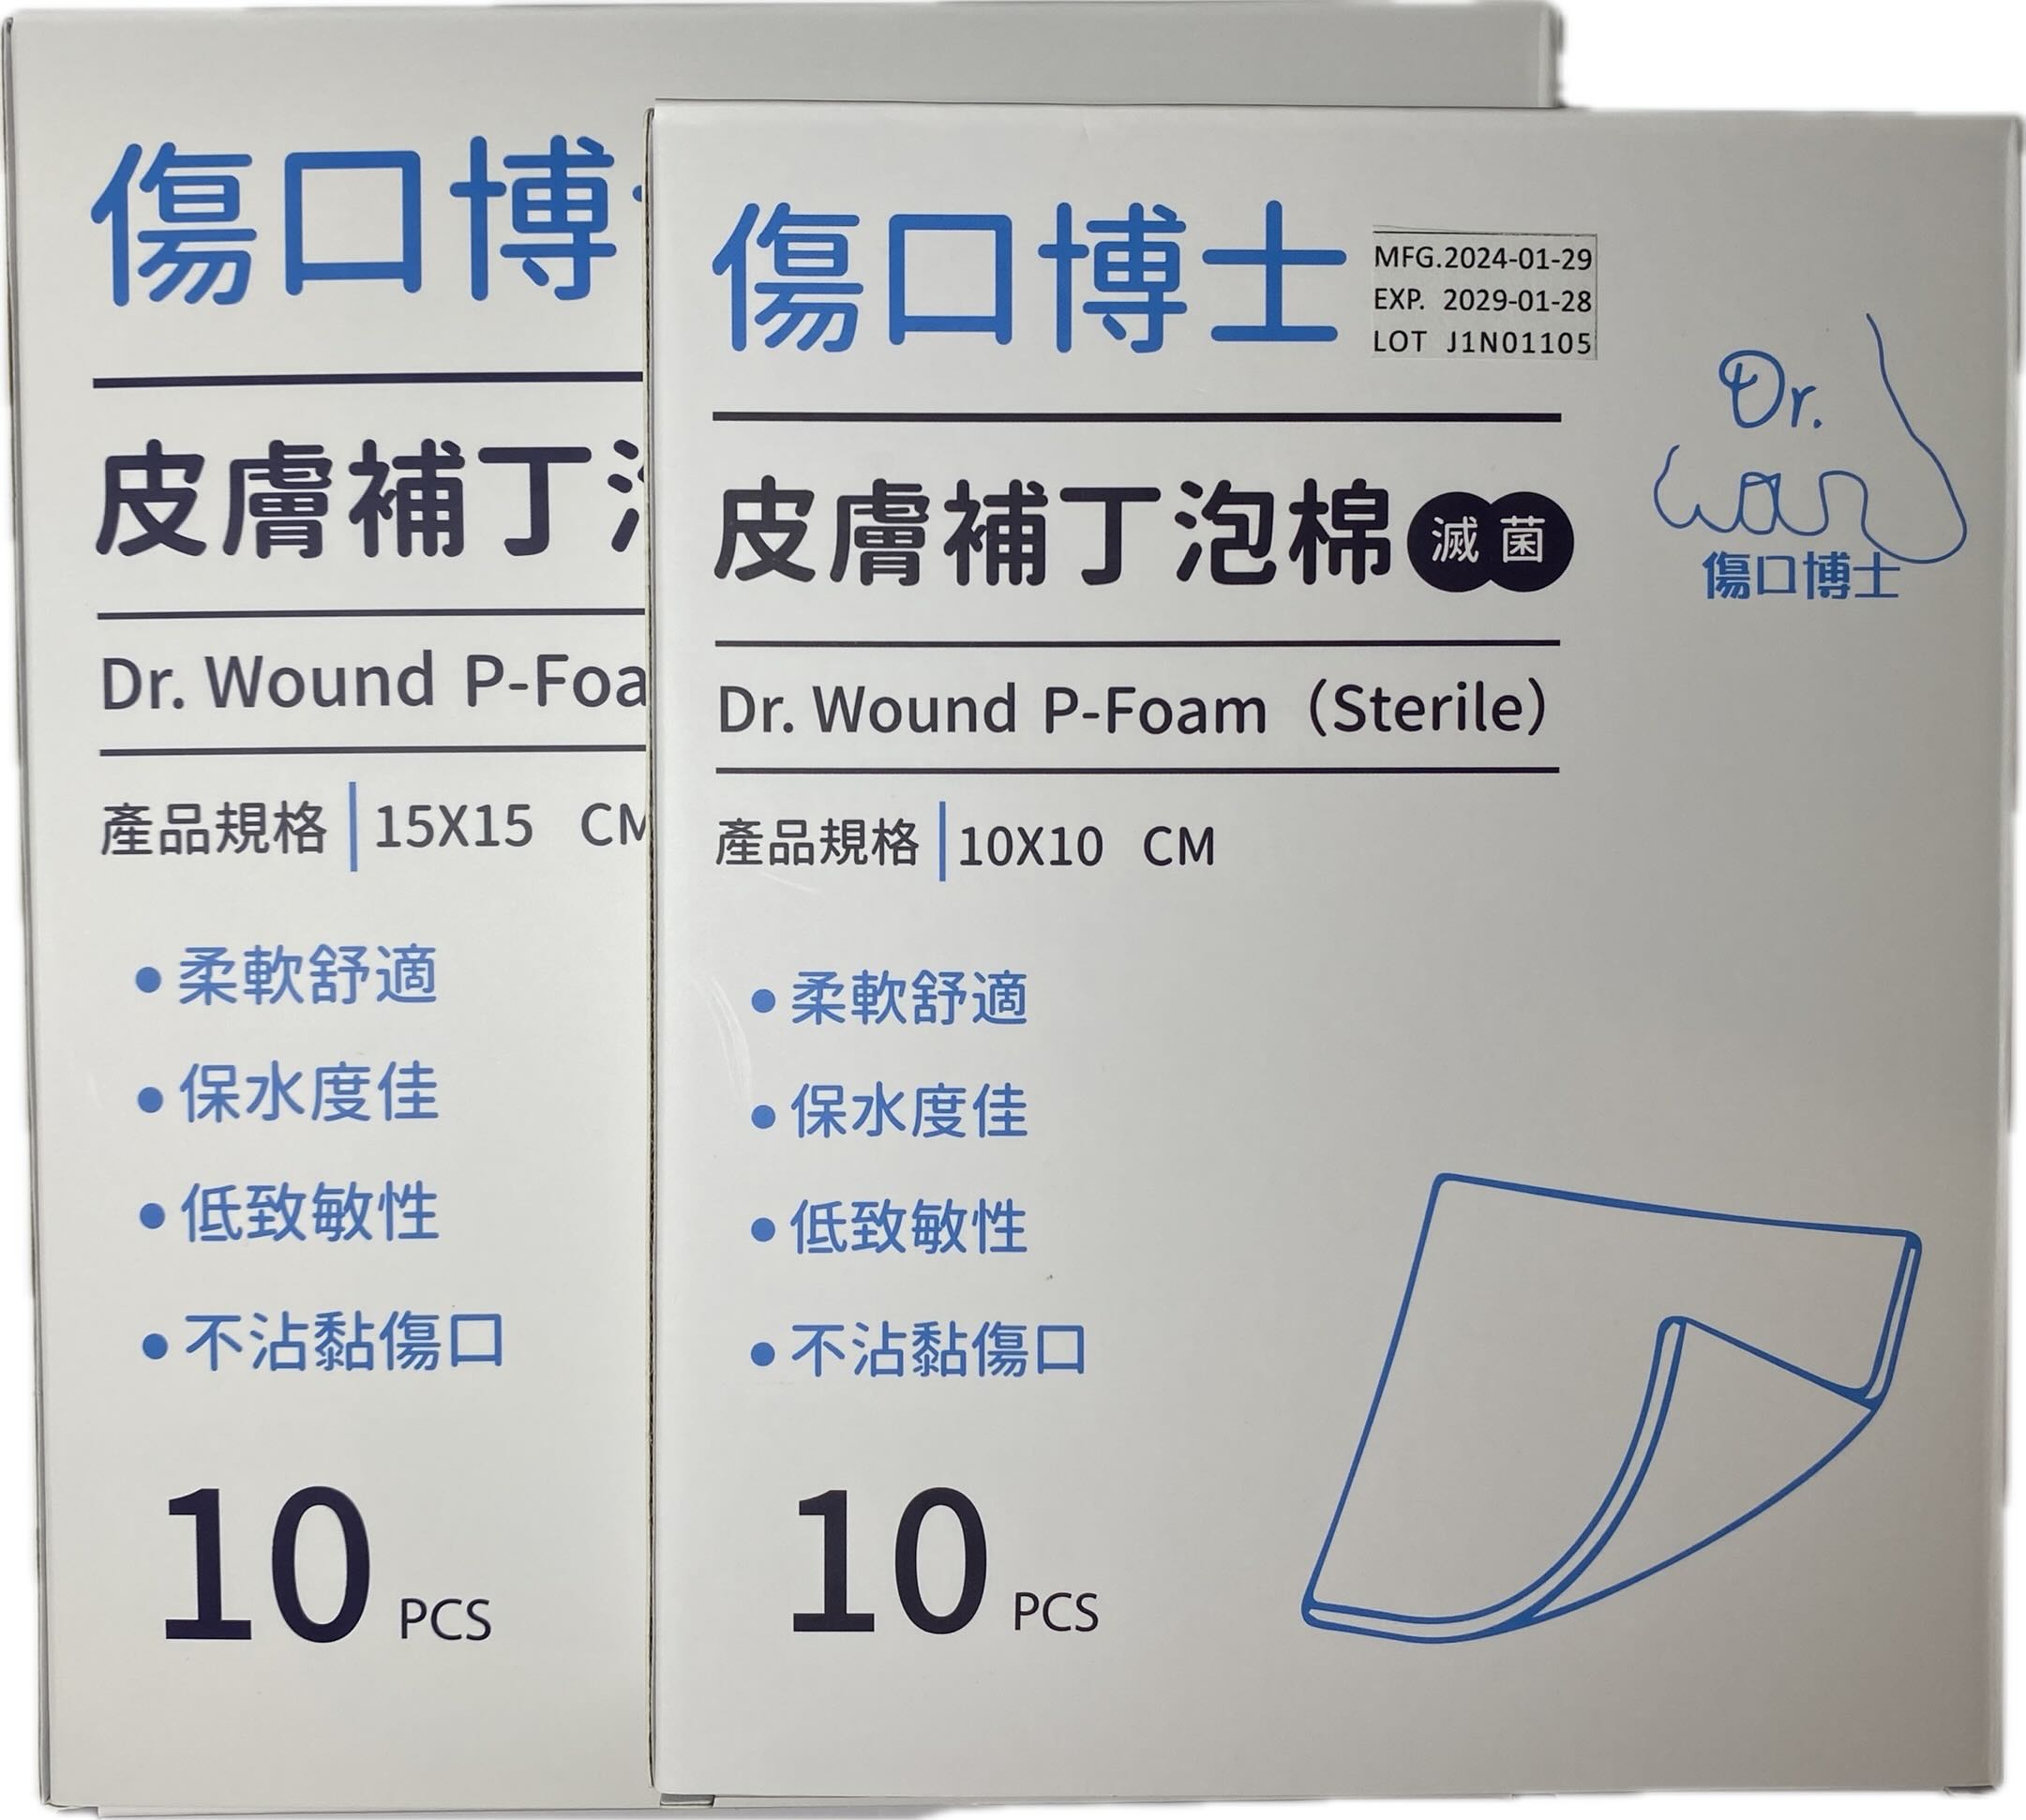 傷口博
皮膚補丁
Dr. Wound P-Foa
產品規格 15X15 CM
柔軟舒適
保水度佳
低致敏性
不沾黏傷口
10 PCS
傷口博士
MFG.2024-01-29
EXP. 2029-01-28
LOT J1N01105
皮膚補丁泡棉 滅菌
Dr. Wound P-Foam（Sterile）
產品規格 10X10 CM
柔軟舒適
保水度佳
低致敏性
不沾黏傷口
10 PCS
Dr.
Wan
傷口博士